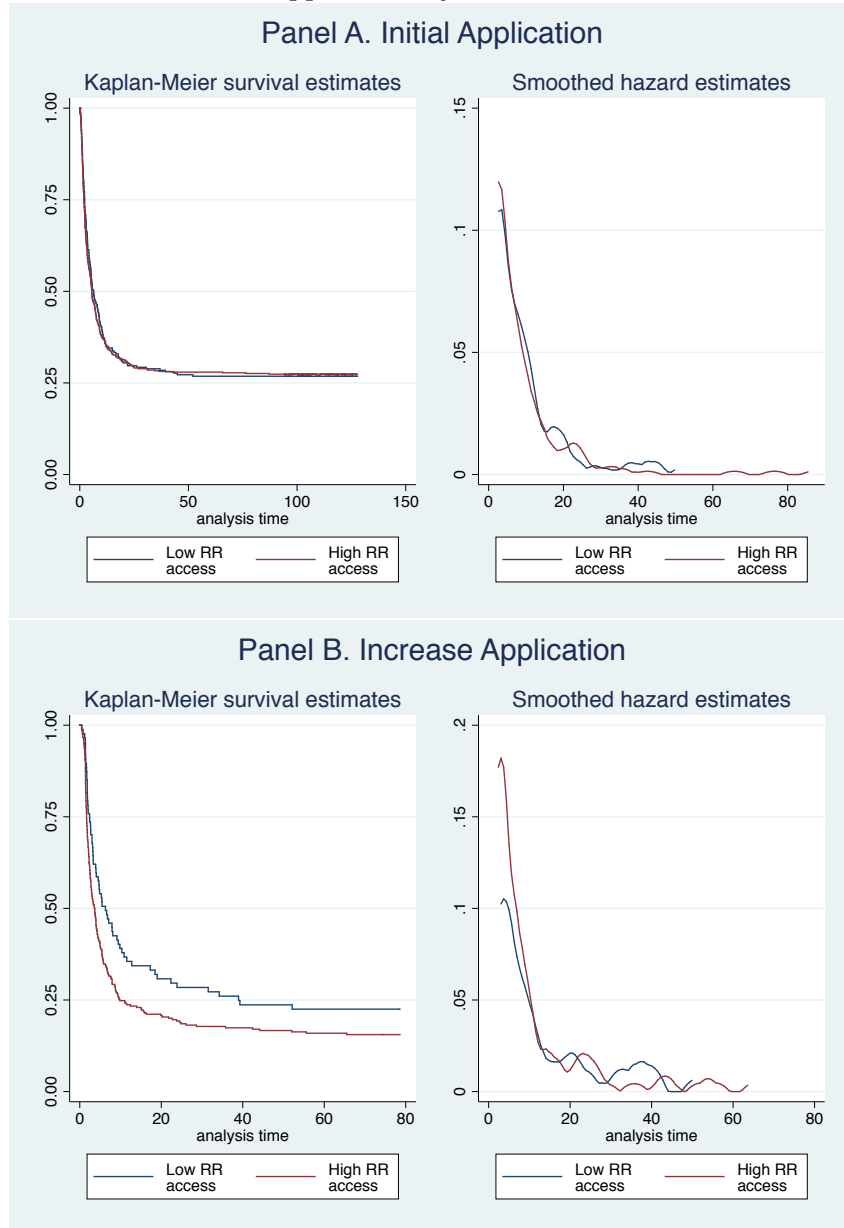 Panel A. Initial Application
Kaplan-Meier survival estimates
1.00
0.75
0.50
0.25
0.00
0
50
100
150
analysis time
Low RR access
High RR access
Smoothed hazard estimates
.15
.1
.05
0
0
20
40
60
80
analysis time
Low RR access
High RR access
Panel B. Increase Application
Kaplan-Meier survival estimates
1.00
0.75
0.50
0.25
0.00
0
20
40
60
80
analysis time
Low RR access
High RR access
Smoothed hazard estimates
.2
.15
.1
.05
0
0
20
40
60
80
analysis time
Low RR access
High RR access